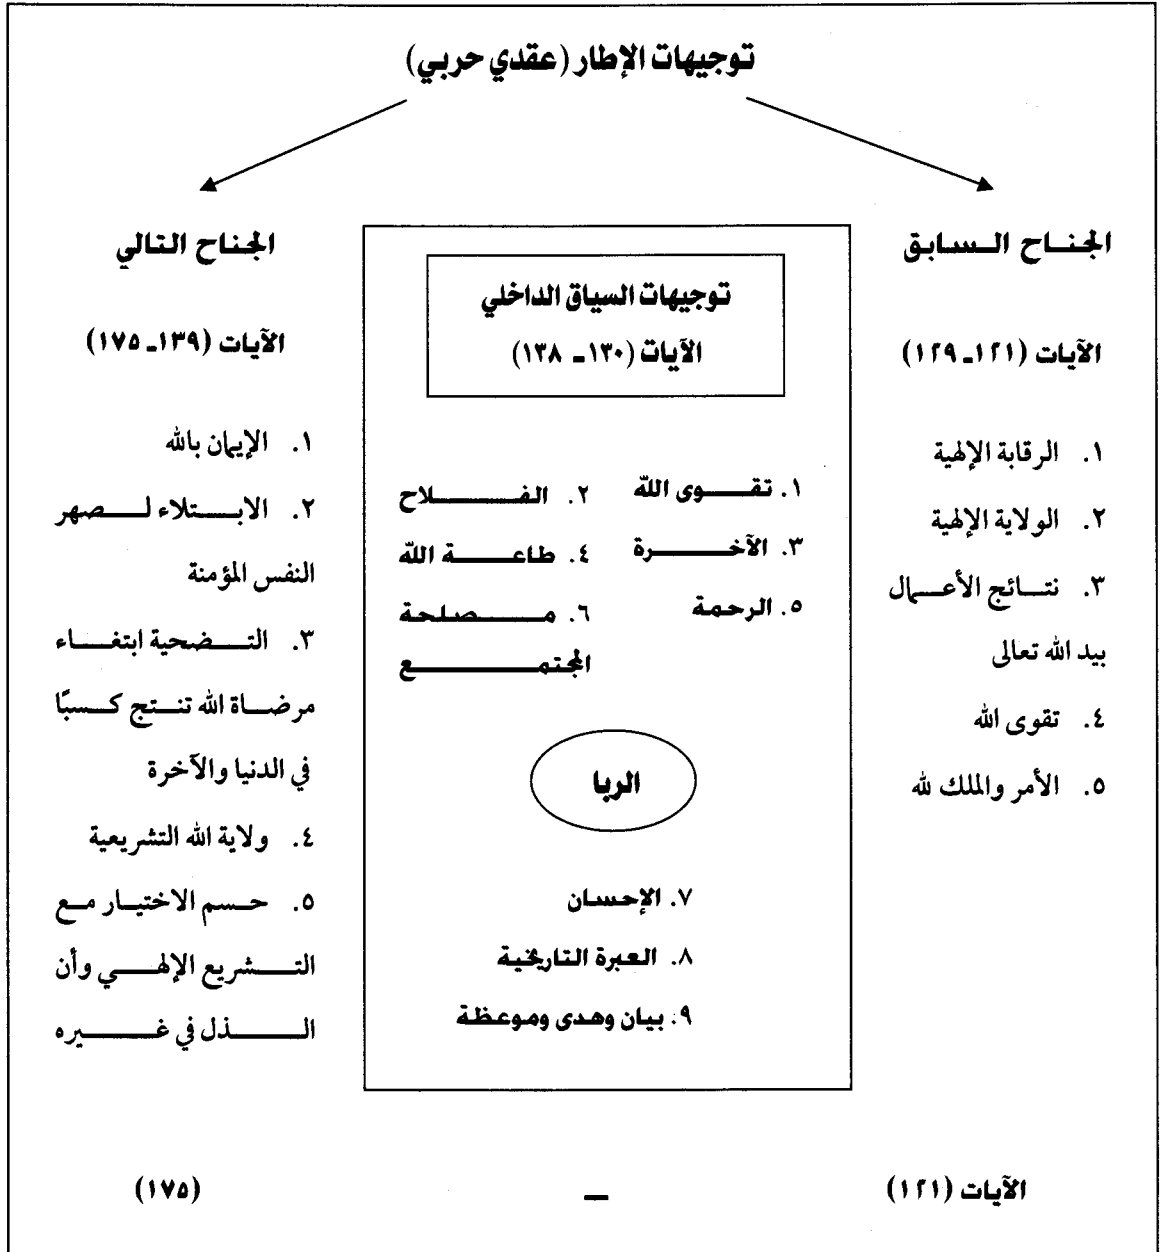 توجيهات الإطار (عقدي حربي)
الجناح السابق
الآيات (١٢١ـ ١٢٩)
١. الرقابة الإلهية
٢. الولاية الإلهية
٣. نتائج الأعمال
بيد الله تعالى
٤. تقوى الله
٥. الأمر والملك لله
توجيهات السياق الداخلي
الآيات (١٣٠ـ ١٣٨)
١. تقوى الله ٢. الفلاح
٣. الآخرة ٤. طاعة الله
٥. الرحمة ٦. مصلحة
المجتمع
الربا
٧. الإحسان
٨. العبرة التاريخية
٩. بيان وهدى وموعظة
الجناح التالي
الآيات (١٣٩ـ ١٧٥)
١. الإيمان بالله
٢. الابتلاء لصهر
النفس المؤمنة
٣. التضحية ابتغاء
مرضاة الله تنتج كسبًا
في الدنيا والآخرة
٤. ولاية الله التشريعية
٥. حسم الاختيار مع
التشريع الإلهي وأن
الذل في غيره
الآيات (١٢١) ـ (١٧٥)